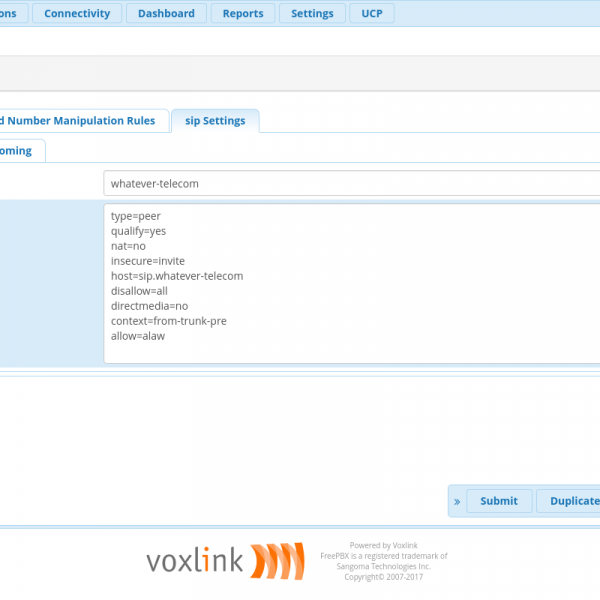 ons Connectivity Dashboard Reports Settings UCP
d Number Manipulation Rules sip Settings
oming
whatever-telecom
type=peer
qualify=yes
nat=no
insecure=invite
host=sip.whatever-telecom
disallow=all
directmedia=no
context=from-trunk-pre
allow=alaw
» Submit Duplicate
voxlink
Powered by Voxlink
FreePBX is a registered trademark of
Sangoma Technologies Inc.
Copyright© 2007-2017